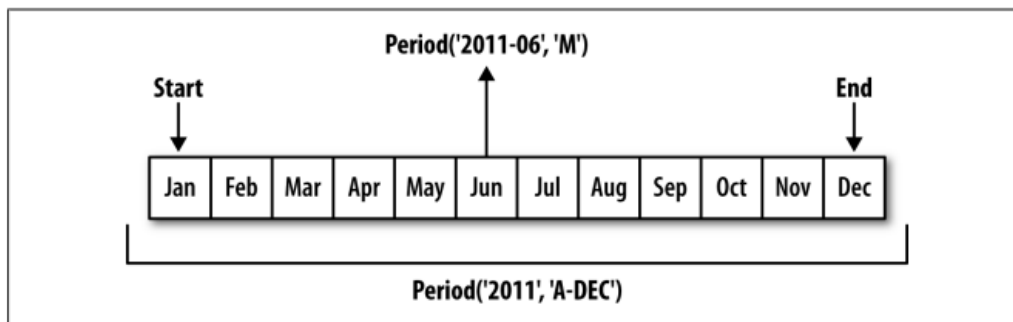 Period('2011-06', 'M')
Start End
Jan Feb Mar Apr May Jun Jul Aug Sep Oct Nov Dec
Period('2011', 'A-DEC')